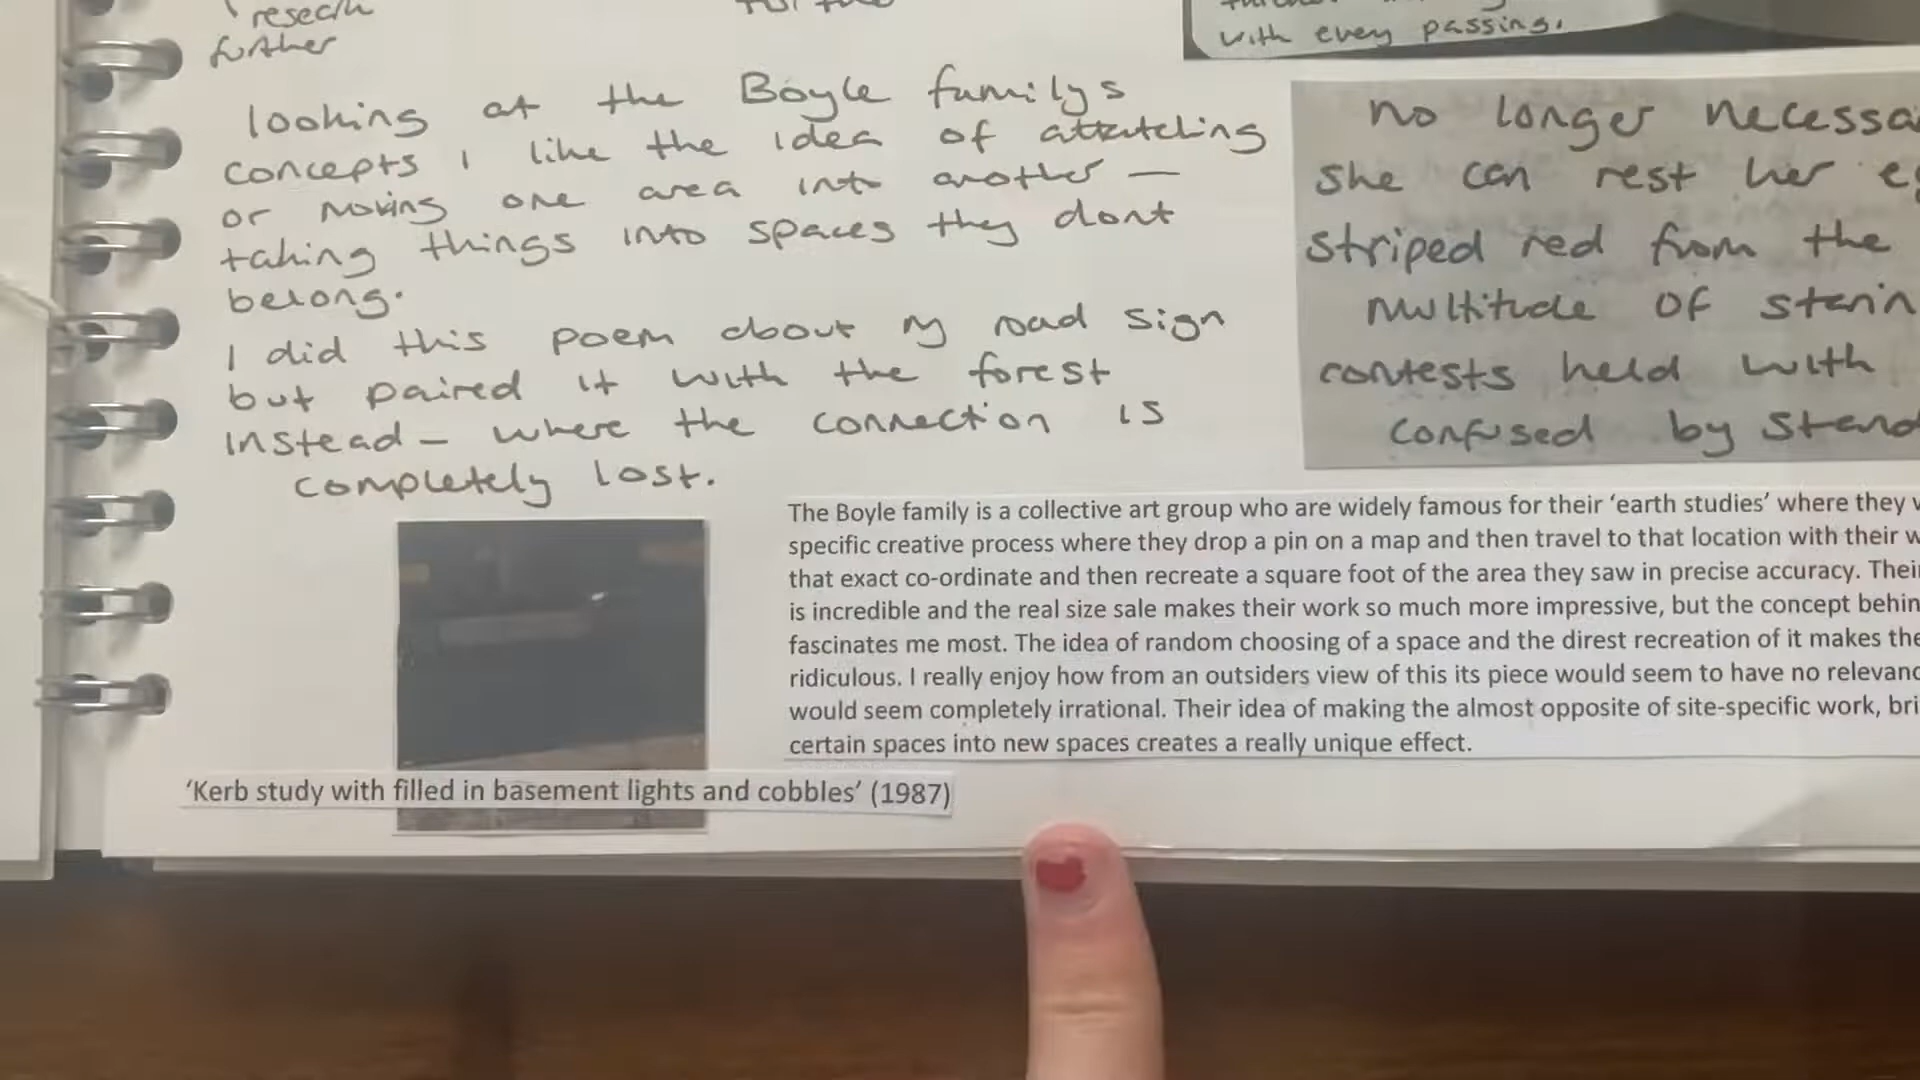 research
further
with every passing.
looking at the Boyle familys
concepts I like the idea of
or moving one area into another —
taking things into spaces they dont
belong.
I did this poem about my road sign
but paired it with the forest
instead — where the connection is
completely lost.
no longer
she can rest her
striped red from the
multitude of
contests held with
confused by
The Boyle family is a collective art group who are widely famous for their ‘earth studies’ where they
specific creative process where they drop a pin on a map and then travel to that location with their
that exact co-ordinate and then recreate a square foot of the area they saw in precise accuracy. Their
is incredible and the real size sale makes their work so much more impressive, but the concept
fascinates me most. The idea of random choosing of a space and the direst recreation of it makes
ridiculous. I really enjoy how from an outsiders view of this its piece would seem to have no
would seem completely irrational. Their idea of making the almost opposite of site-specific work,
certain spaces into new spaces creates a really unique effect.
‘Kerb study with filled in basement lights and cobbles’ (1987)